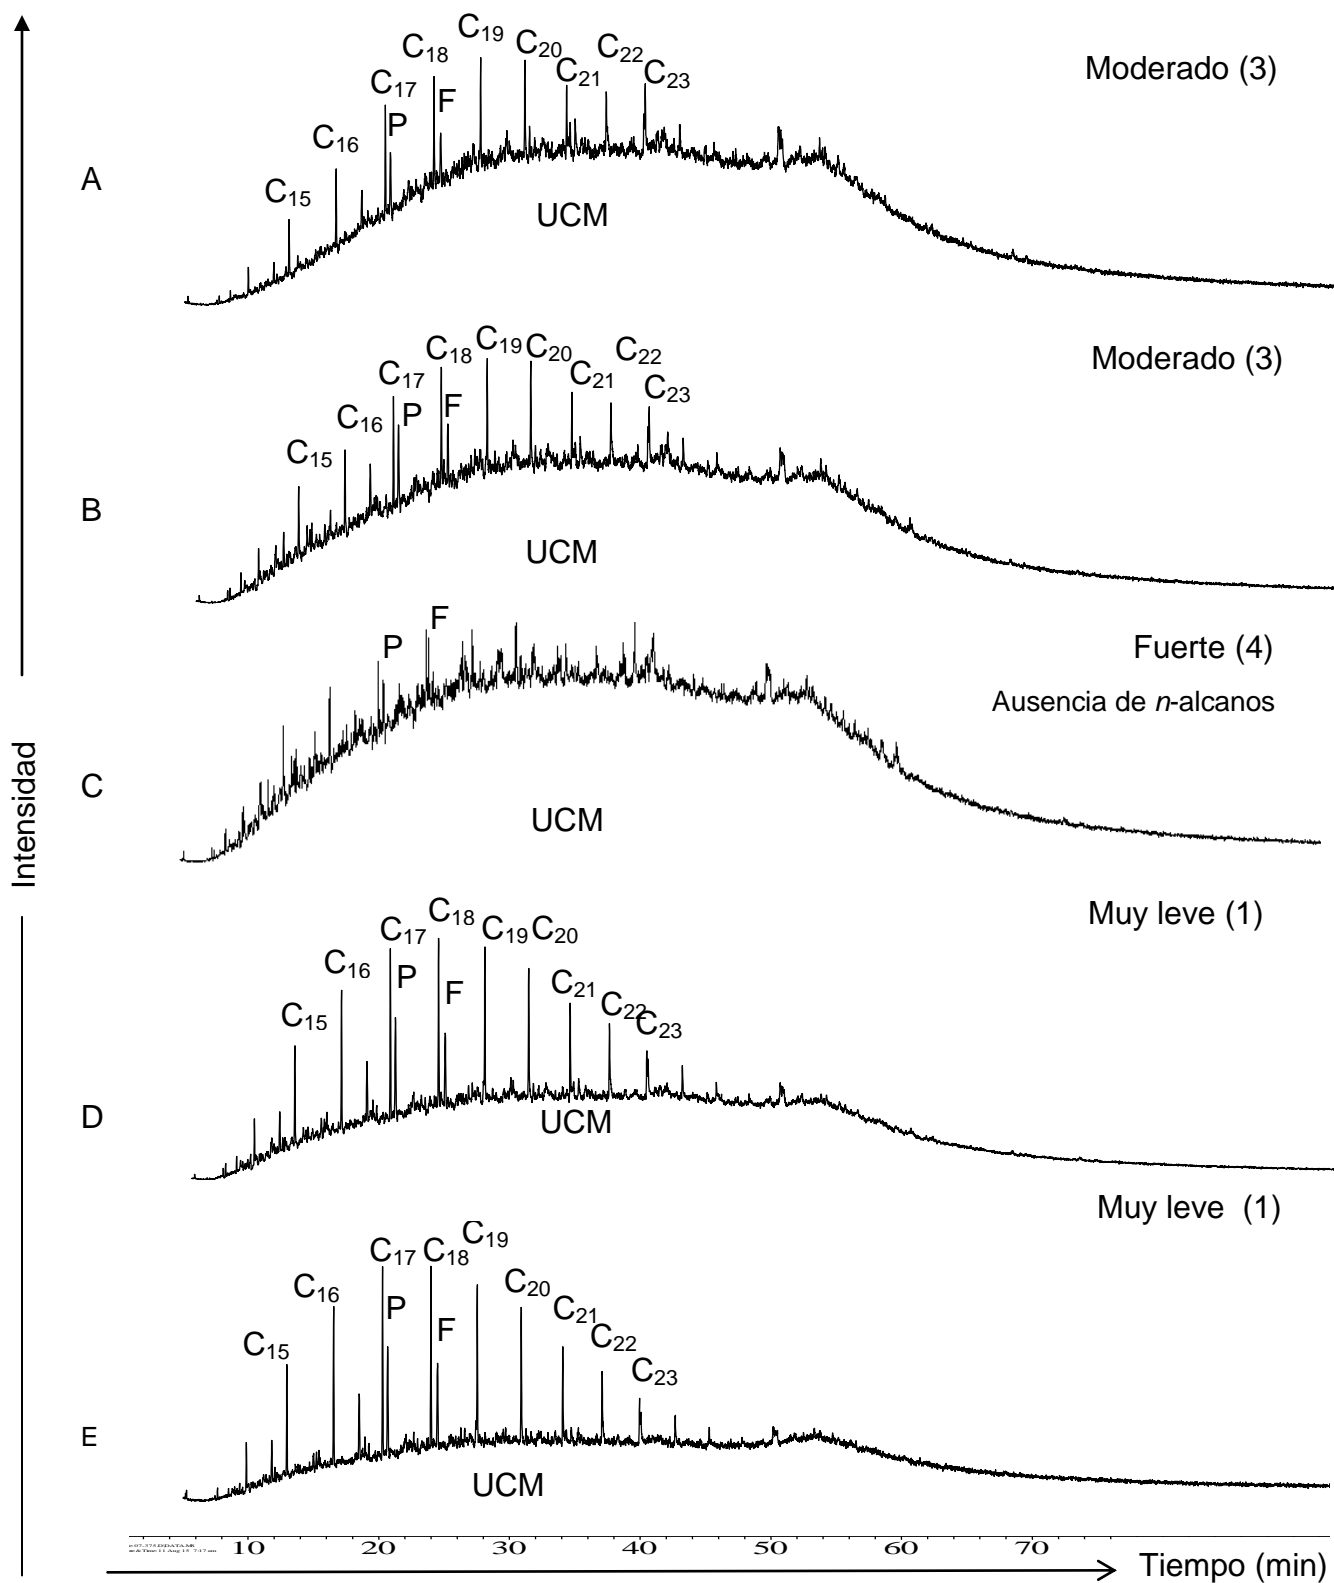 C19
C18
C20
C22
C17
C21
C23
F
P
C16
C15
Moderado (3)
A
UCM
C19
C18
C20
C22
C17
C21
C23
F
P
C16
C15
Moderado (3)
B
UCM
F
P
Fuerte (4)
Ausencia de n-alcanos
C
UCM
Intensidad
Muy leve (1)
C18
C17
C19
C20
C16
P
F
C21
C15
C22
C23
D
UCM
Muy leve (1)
C19
C17
C18
C16
C20
P
F
C21
C15
C22
C23
E
UCM
10 20 30 40 50 60 70
Tiempo (min)